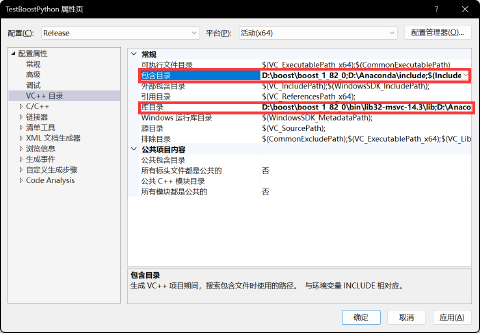 TestBoostPython 属性页
配置(C): Release
平台(P): 活动(x64)
配置管理器(O)...
配置属性
常规
高级
调试
VC++ 目录
C/C++
链接器
清单工具
XML 文档生成器
浏览信息
生成事件
自定义生成步骤
Code Analysis
常规
可执行文件目录 $(VC_ExecutablePath_x64);$(CommonExecutablePath)
包含目录 D:\boost\boost_1_82_0;D:\Anaconda\include;$(Include
外部包含目录 $(VC_IncludePath);$(WindowsSDK_IncludePath);
引用目录 $(VC_ReferencesPath_x64);
库目录 D:\boost\boost_1_82_0\bin\lib32-msvc-14.3\lib;D:\Anaco
Windows 运行库目录 $(WindowsSDK_MetadataPath);
源目录 $(VC_SourcePath);
排除目录 $(CommonExcludePath);$(VC_ExecutablePath_x64);$(VC_Lib
公共项目内容
公共包含目录
所有标头文件都是公共的 否
公共 C++ 模块目录
所有模块都是公共的 否
包含目录
生成 VC++ 项目期间，搜索包含文件时使用的路径。 与环境变量 INCLUDE 相对应。
确定
取消
应用(A)